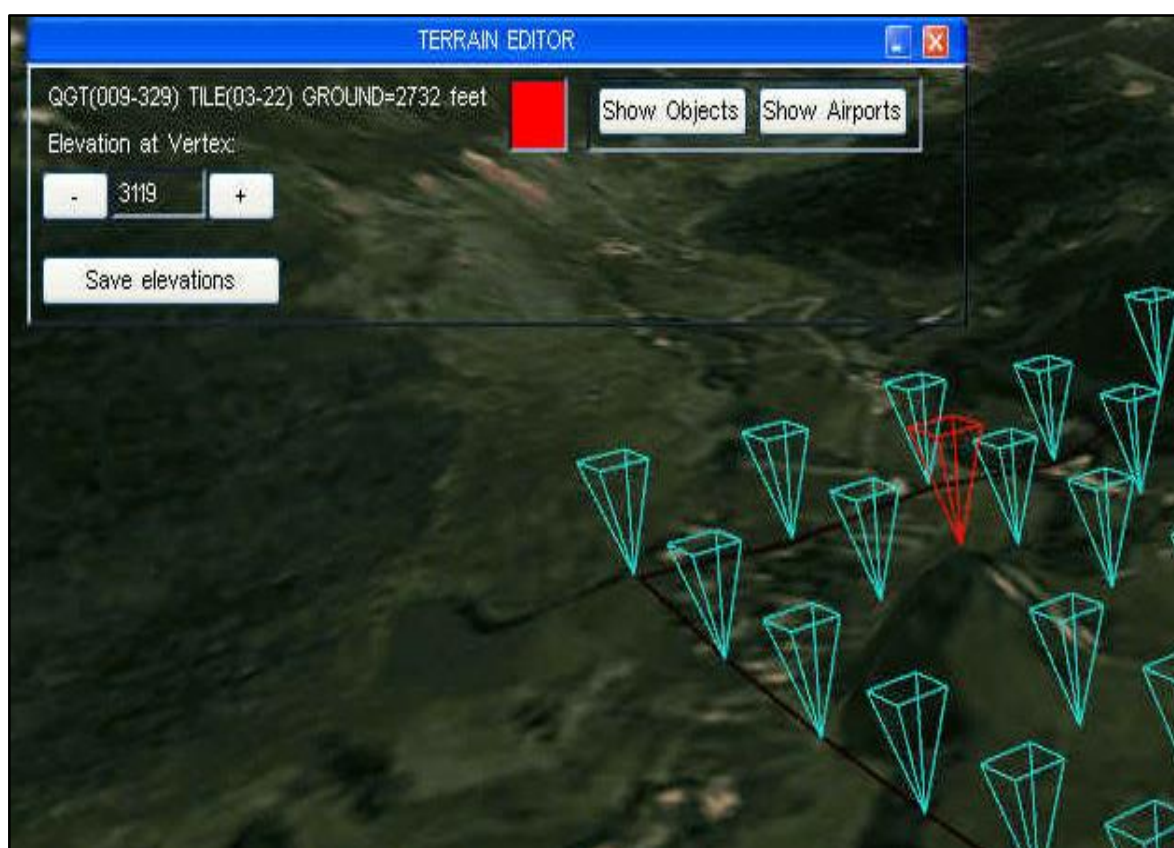 TERRAIN EDITOR
QGT(009-329) TILE(03-22) GROUND=2732 feet
Show Objects Show Airports
Elevation at Vertex:
- 3119 +
Save elevations